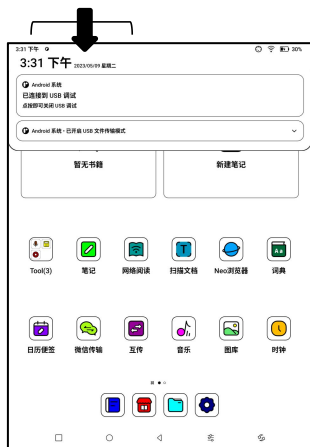 3:31 下午
30%
3:31 下午 2023/05/09 星期二
Android 系统
已连接到 USB 调试
点按即可关闭 USB 调试
Android 系统 · 已开启 USB 文件传输模式
暂无书籍
新建笔记
Tool(3)
笔记
网络阅读
扫描文档
Neo浏览器
词典
日历便签
微信传输
互传
音乐
图库
时钟